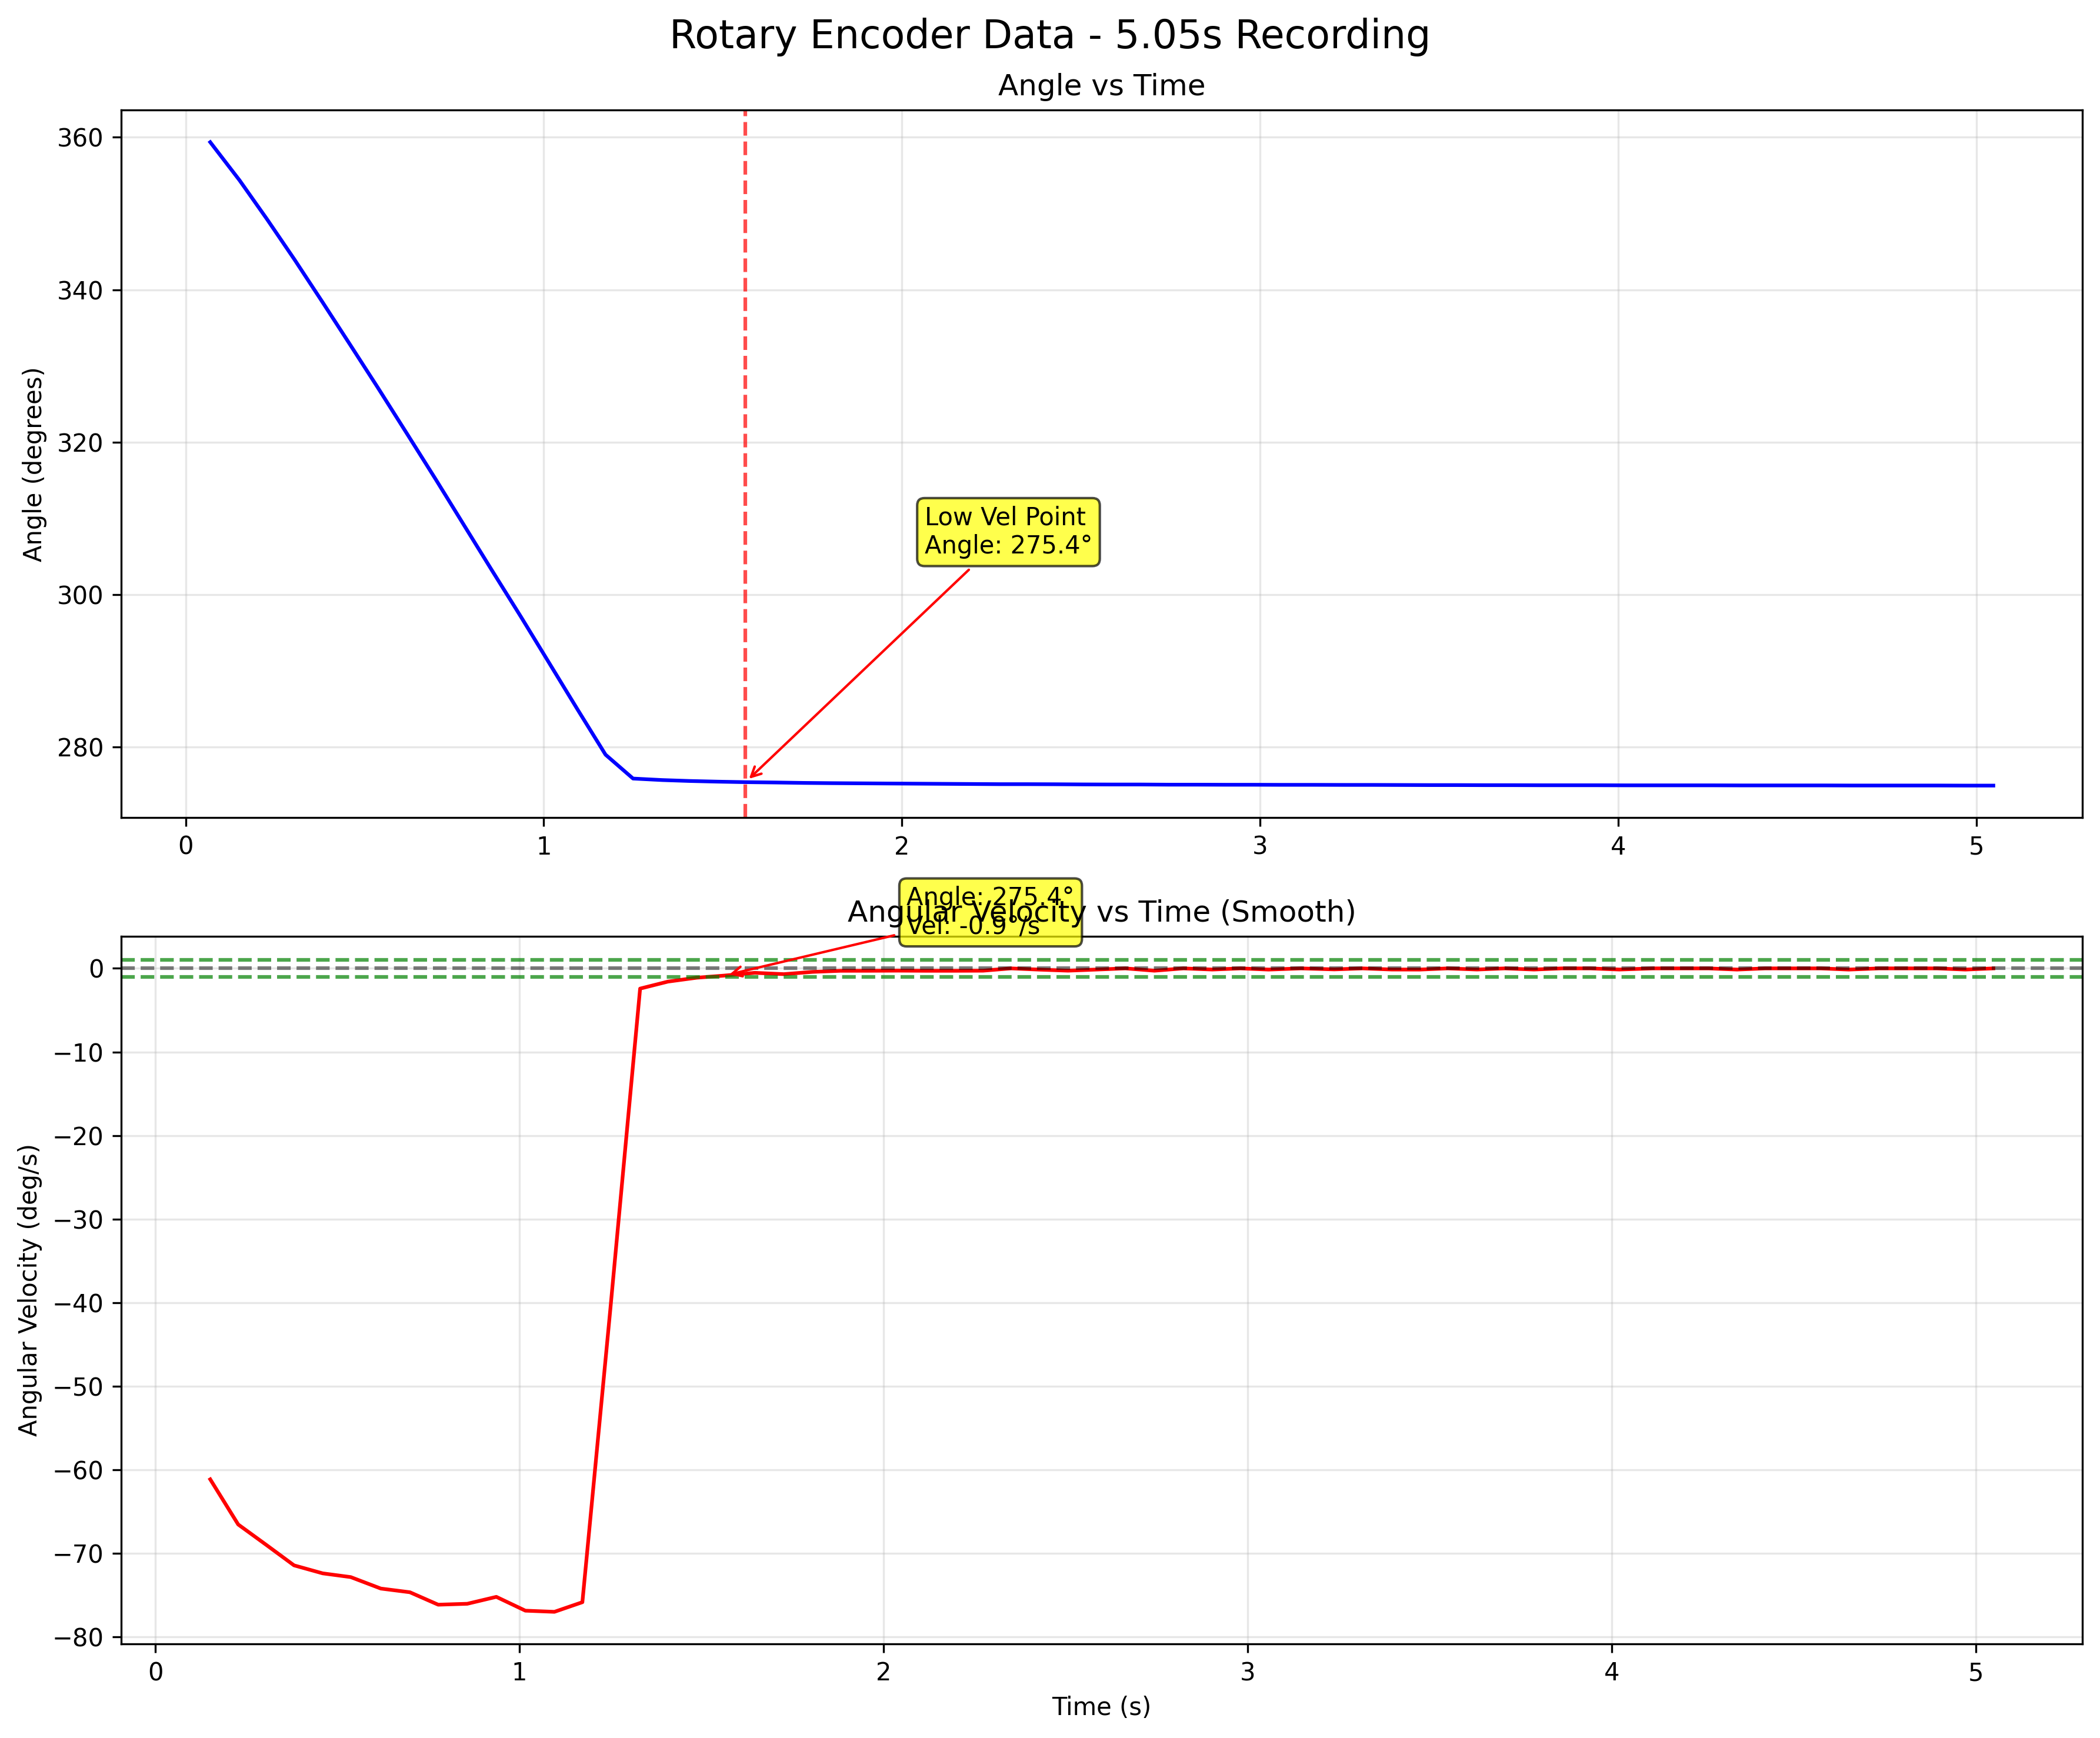 Rotary Encoder Data - 5.05s Recording
Angle vs Time
Angle (degrees)
360
340
320
300
280
Low Vel Point
Angle: 275.4°
0
1
2
3
4
5
Angle: 275.4°
Vel: -0.9°/s
Angular Velocity vs Time (Smooth)
Angular Velocity (deg/s)
0
−10
−20
−30
−40
−50
−60
−70
−80
0
1
2
3
4
5
Time (s)